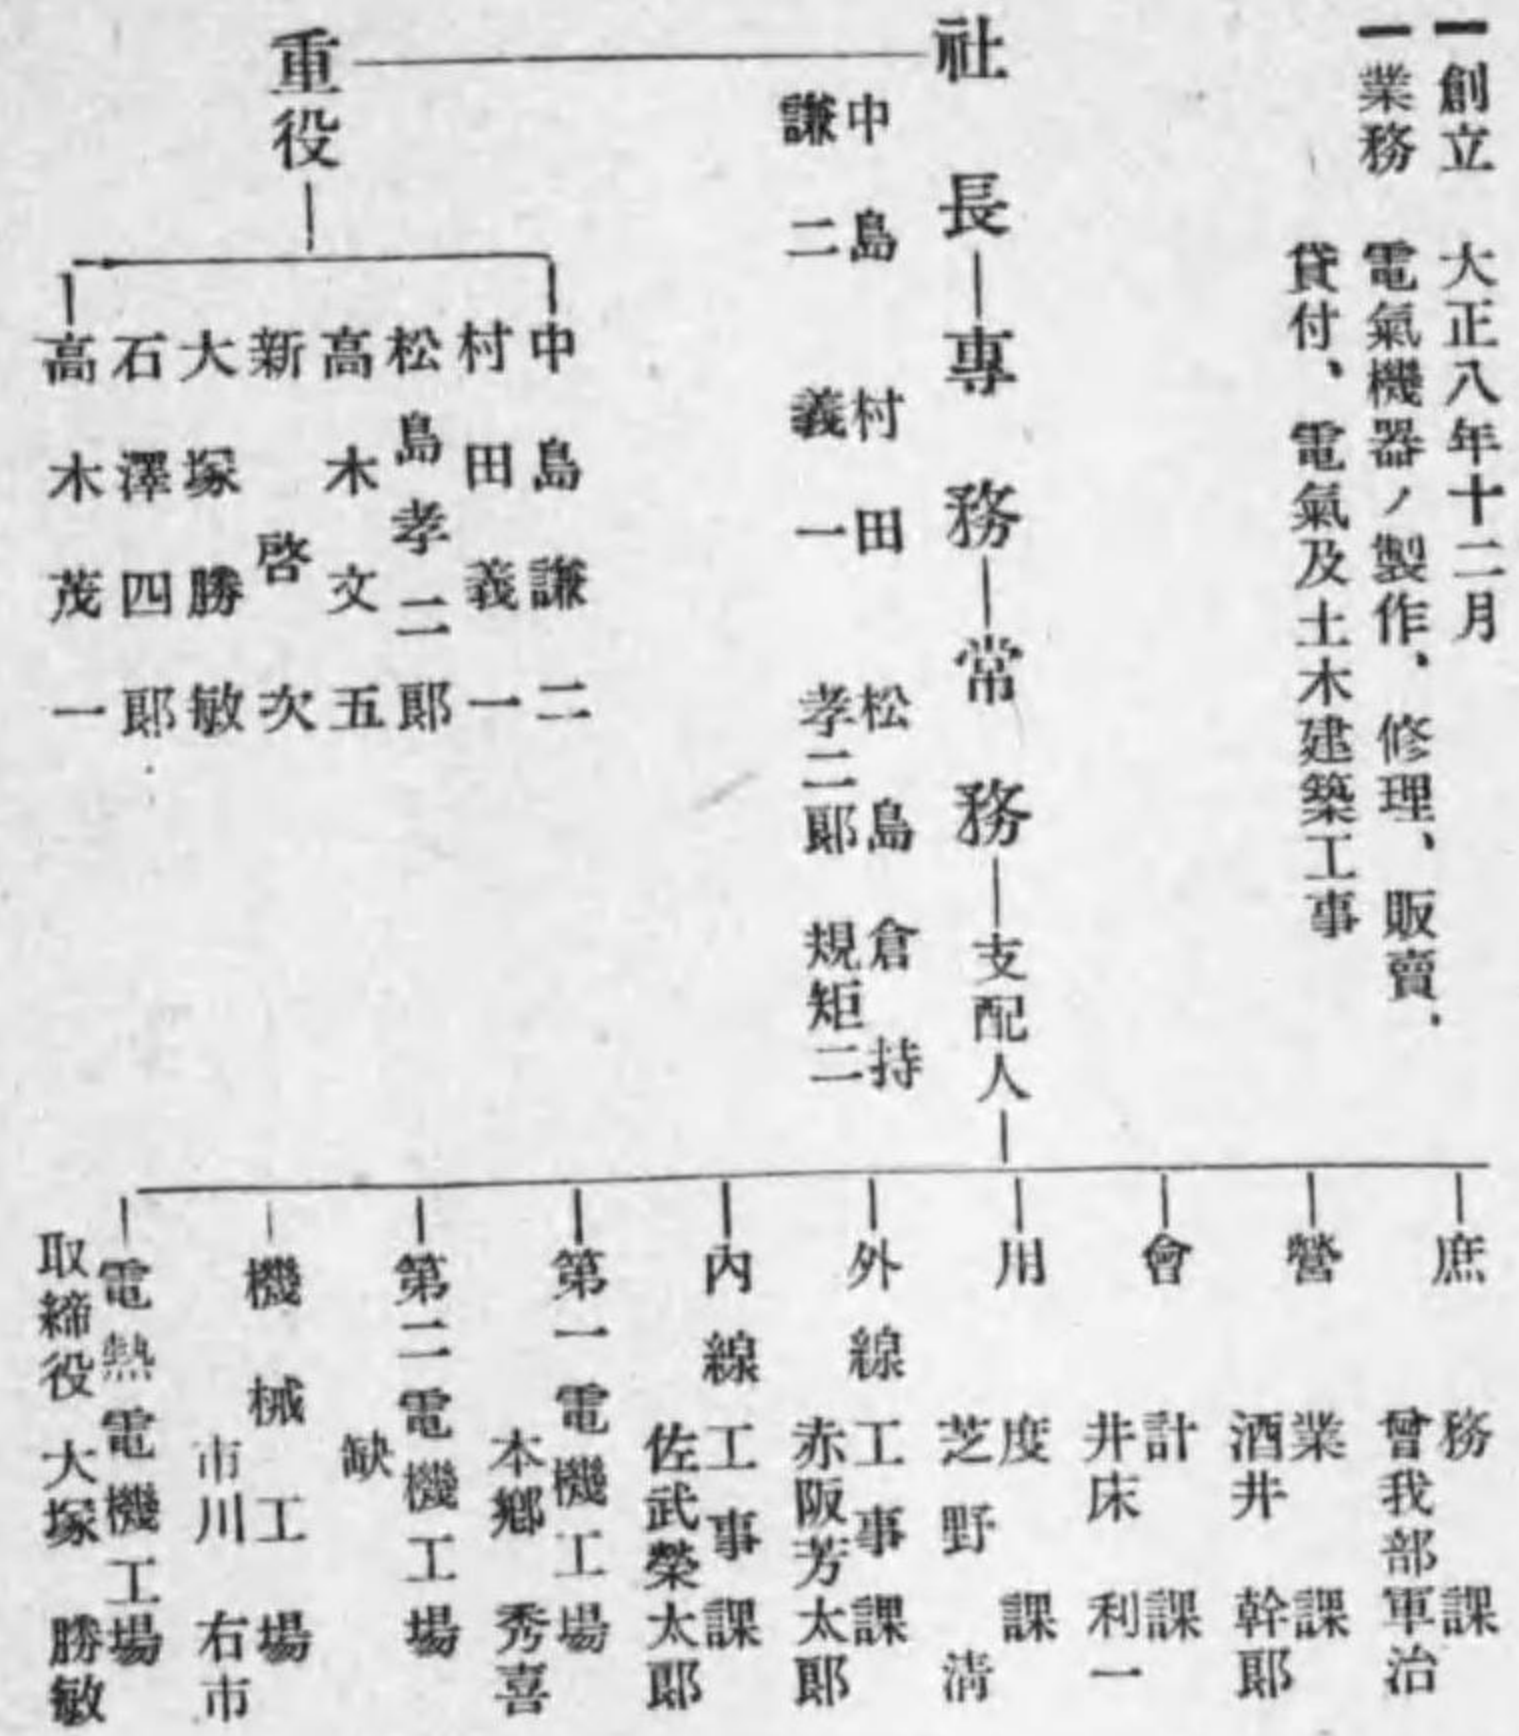 一創立　大正八年十二月
一業務　電氣機器ノ製作、修理、販賣、
貸付、電氣及土木建築工事
社長―專務―常務―支配人
中島謙二
村田義一
松島孝二郎
倉持規矩二
庶務課
曾我部軍治
營業課
酒井幹郎
會計課
井床利一
用度課
芝野清
外線工事課
赤阪芳太郎
內線工事課
佐武榮太郎
第一電機工場
本鄕秀喜
第二電機工場
缺
機械工場
市川右市
電熱電機工場
取締役　大塚勝敏
重役
中島謙二
村田義一
松島孝二郎
高木文五
新啓次
大塚勝敏
石澤四郎
高木茂一